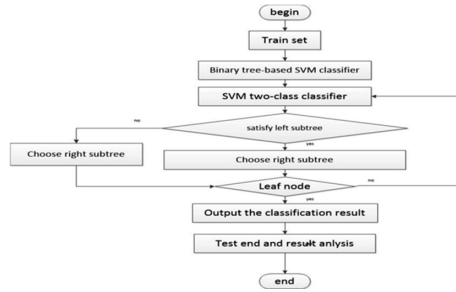 begin
Train set
Binary tree-based SVM classifier
SVM two-class classifier
no
satisfy left subtree
yes
Choose right subtree
Choose right subtree
Leaf node
no
yes
Output the classification result
Test end and result anlysis
end